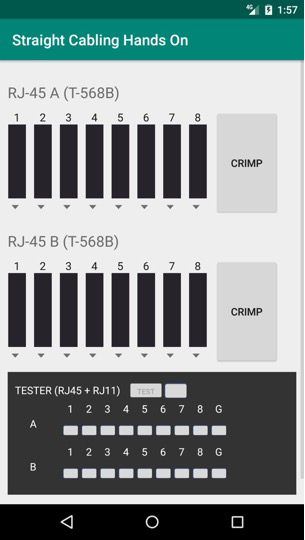 4G 1:57
Straight Cabling Hands On
RJ-45 A (T-568B)
1 2 3 4 5 6 7 8
CRIMP
RJ-45 B (T-568B)
1 2 3 4 5 6 7 8
CRIMP
TESTER (RJ45 + RJ11) TEST
1 2 3 4 5 6 7 8 G
A
1 2 3 4 5 6 7 8 G
B